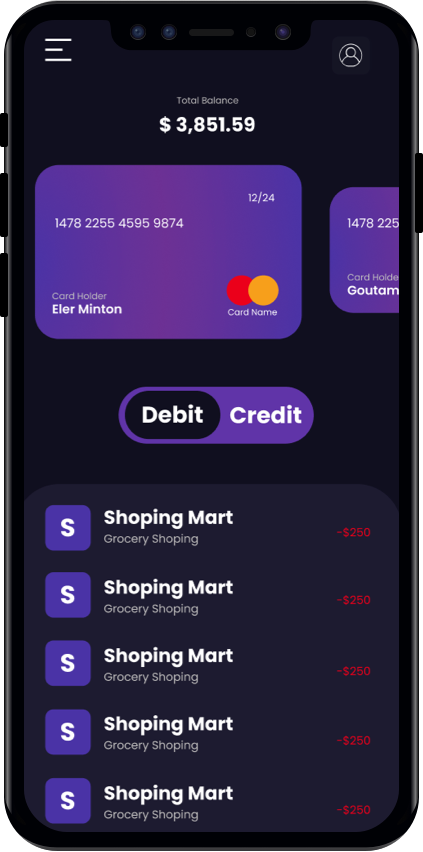 Total Balance
$ 3,851.59
12/24
1478 2255 4595 9874
Card Holder
Eler Minton
Card Name
1478 225
Card Holde
Goutam
Debit
Credit
S
Shoping Mart
Grocery Shoping
-$250
S
Shoping Mart
Grocery Shoping
-$250
S
Shoping Mart
Grocery Shoping
-$250
S
Shoping Mart
Grocery Shoping
-$250
S
Shoping Mart
Grocery Shoping
-$250